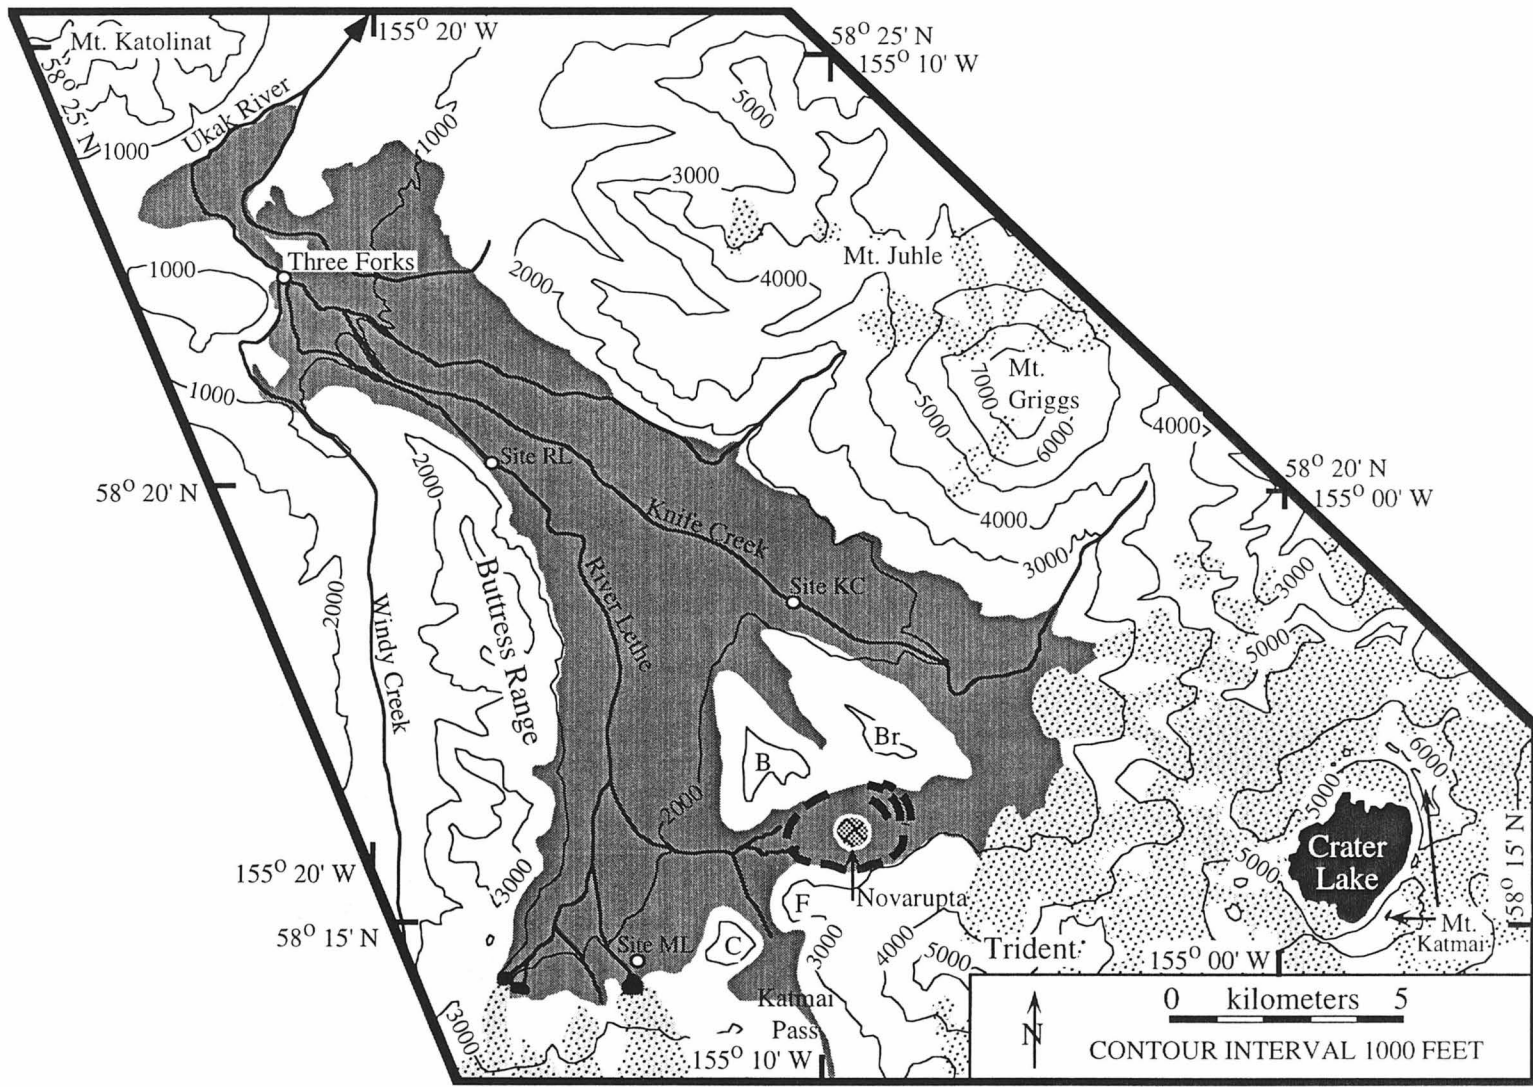 155° 20' W
Mt. Katolinat
58° 25' N
155° 10' W
58° 25' N
Ukak River
5000
1000
1000
3000
Three Forks
1000
Mt. Juhle
2000
4000
Mt.
Griggs
7000
1000
5000
6000
4000
Site RL
2000
58° 20' N
58° 20' N
155° 00' W
Knife Creek
4000
3000
Buttress Range
River Lethe
Site KC
3000
2000
Windy Creek
5000
Br
B
6000
5000
2000
Crater
Lake
5000
58° 15' N
155° 20' W
3000
F
Novarupta
58° 15' N
Site ML
C
3000
4000
5000
Trident
Mt.
Katmai
155° 00' W
Katmai
Pass
3000
155° 10' W
0 kilometers 5
N
CONTOUR INTERVAL 1000 FEET